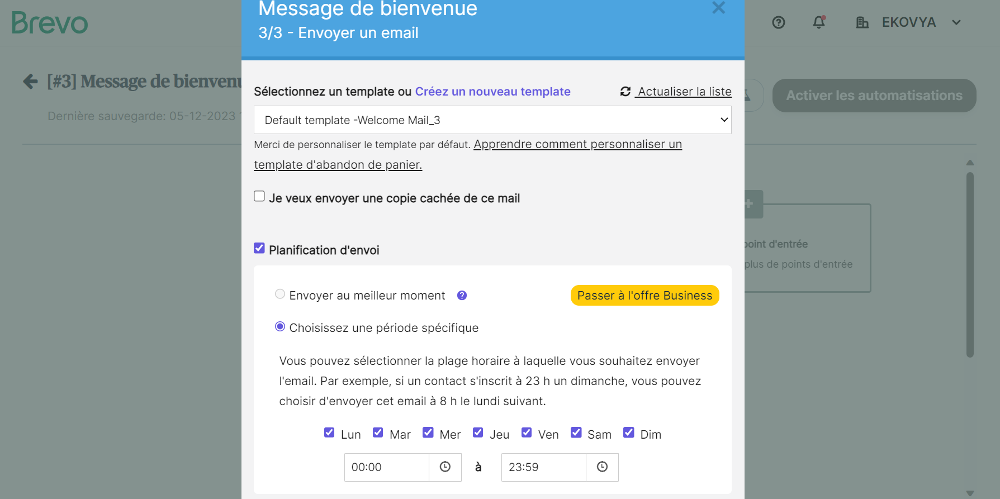 Brevo
EKOVYA
Message de bienvenue
3/3 - Envoyer un email
[#3] Message de
Dernière sauvegarde: 05-12-2023
Activer les automatisations
Sélectionnez un template ou Créez un nouveau template
Actualiser la liste
Default template -Welcome Mail_3
Merci de personnaliser le template par défaut. Apprendre comment personnaliser un
template d'abandon de panier.
Je veux envoyer une copie cachée de ce mail
Planification d'envoi
point d'entrée
plus de points d'entrée
Envoyer au meilleur moment
Passer à l'offre Business
Choisissez une période spécifique
Vous pouvez sélectionner la plage horaire à laquelle vous souhaitez envoyer
l'email. Par exemple, si un contact s'inscrit à 23 h un dimanche, vous pouvez
choisir d'envoyer cet email à 8 h le lundi suivant.
Lun Mar Mer Jeu Ven Sam Dim
00:00 à 23:59